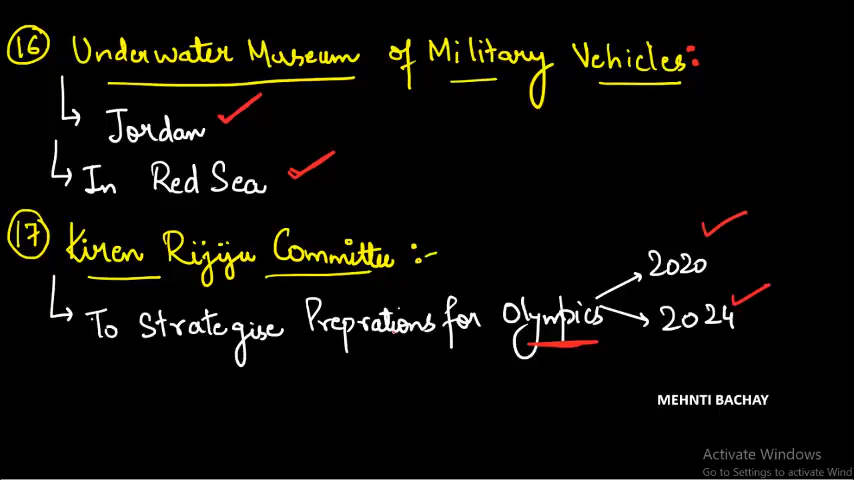 16 Underwater Museum of Military Vehicles:
Jordan
In Red Sea
17 Kiren Rijiju Committee :-
2020
To Strategise Preprations for Olympics
2024
MEHNTI BACHAY
Activate Windows
Go to Settings to activate Wind